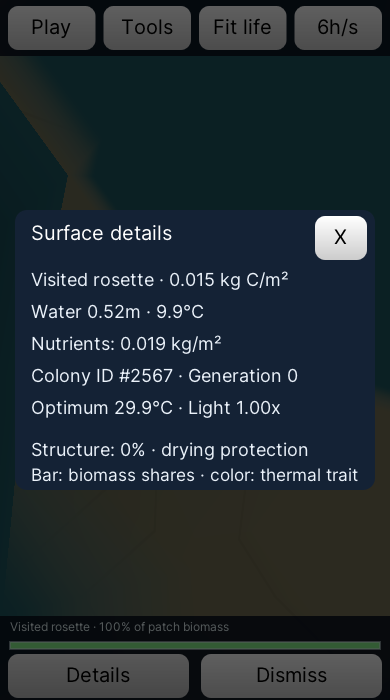 Play
Tools
Fit life
6h/s
Surface details
X
Visited rosette · 0.015 kg C/m²
Water 0.52m · 9.9°C
Nutrients: 0.019 kg/m²
Colony ID #2567 · Generation 0
Optimum 29.9°C · Light 1.00x
Structure: 0% · drying protection
Bar: biomass shares · color: thermal trait
Visited rosette · 100% of patch biomass
Details
Dismiss